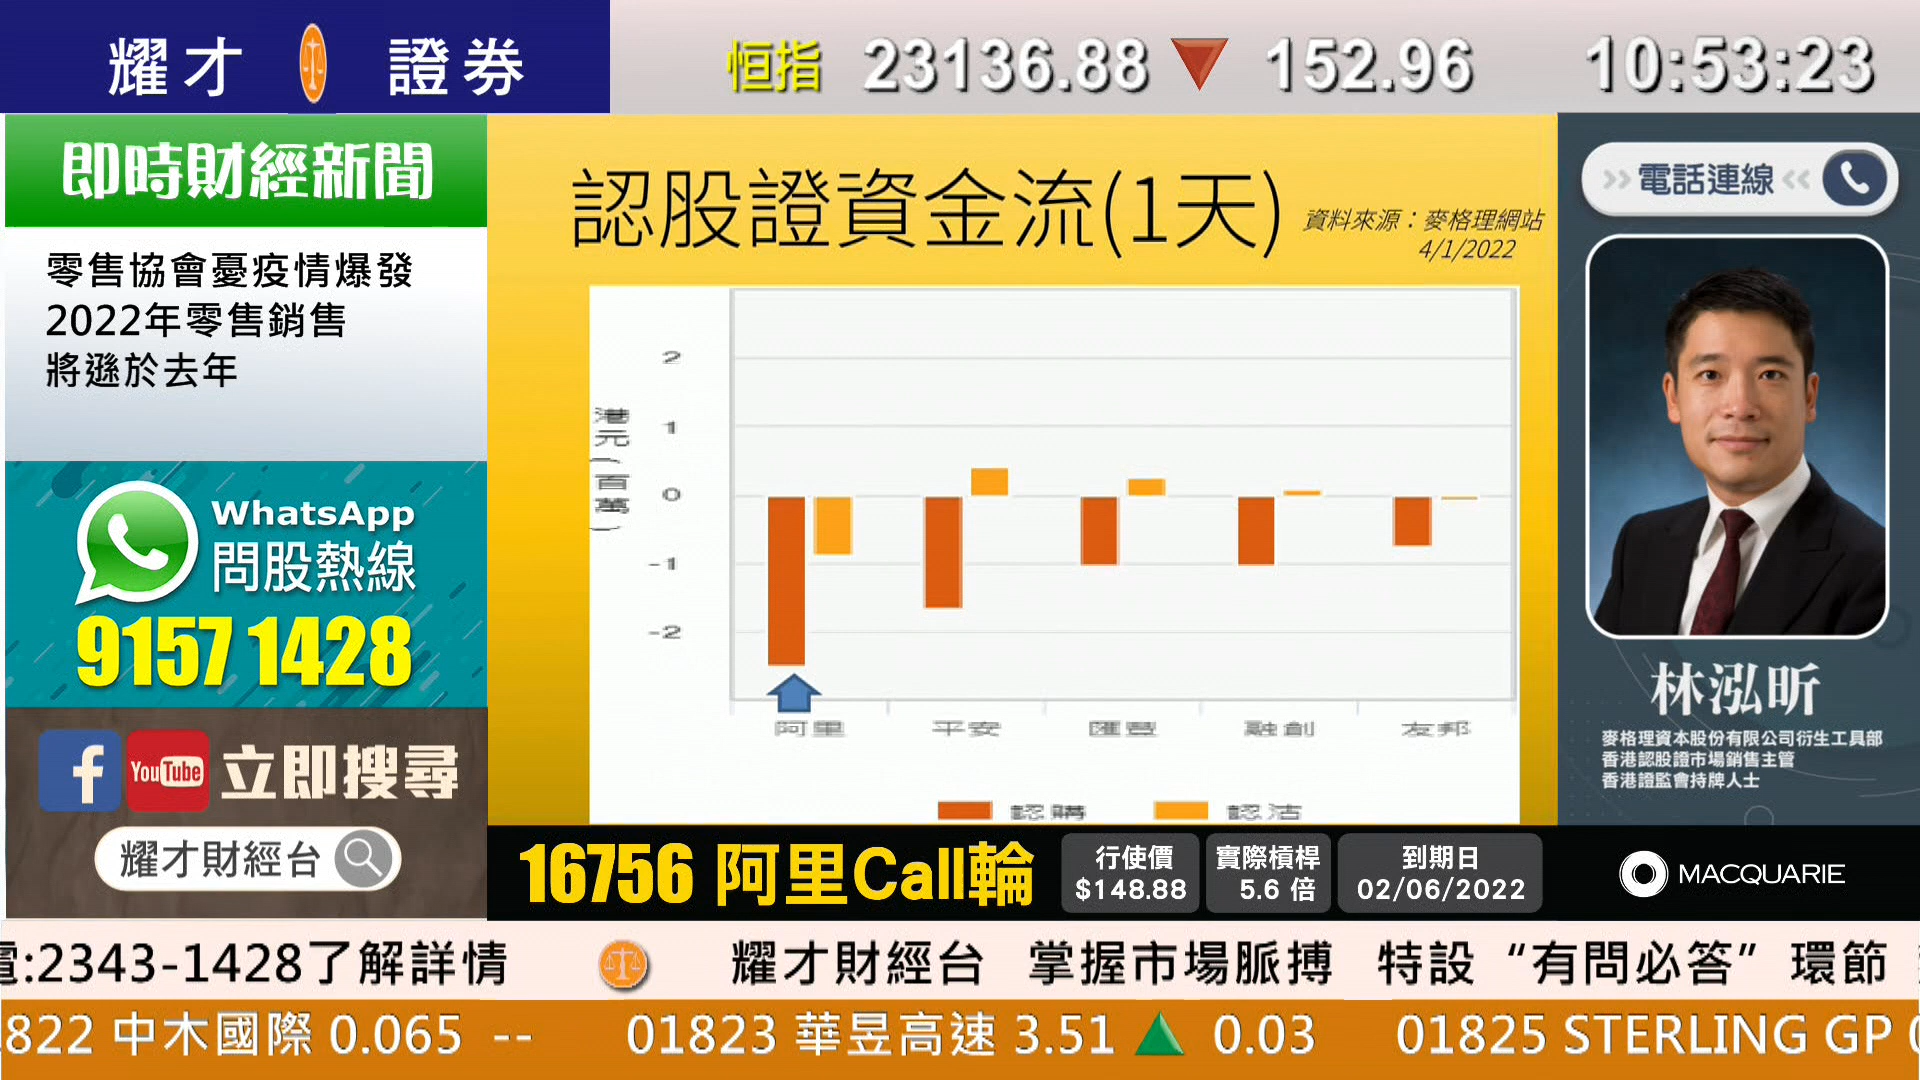 耀才 證券
恒指 23136.88 ▼ 152.96 10:53:23
即時財經新聞
零售協會憂疫情爆發
2022年零售銷售
將遜於去年
WhatsApp
問股熱線
9157 1428
f YouTube 立即搜尋
耀才財經台
認股證資金流(1天)
資料來源：麥格理網站
4/1/2022
港元(百萬)
2
1
0
-1
-2
阿里 平安 匯豐 融創 友邦
認購 認沽
電話連線
林泓昕
麥格理資本股份有限公司衍生工具部
香港認股證市場銷售主管
香港證監會持牌人士
16756 阿里Call輪
行使價
$148.88
實際槓桿
5.6 倍
到期日
02/06/2022
MACQUARIE
電:2343-1428了解詳情 耀才財經台 掌握市場脈搏 特設“有問必答”環節
822 中木國際 0.065 -- 01823 華昱高速 3.51 ▲ 0.03 01825 STERLING GP